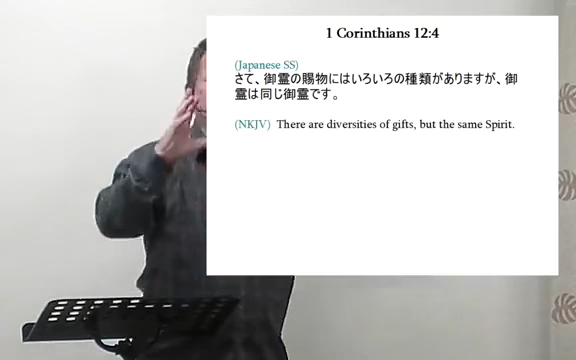 1 Corinthians 12:4
(Japanese SS)
さて、御霊の賜物にはいろいろの種類がありますが、御
霊は同じ御霊です。
(NKJV) There are diversities of gifts, but the same Spirit.